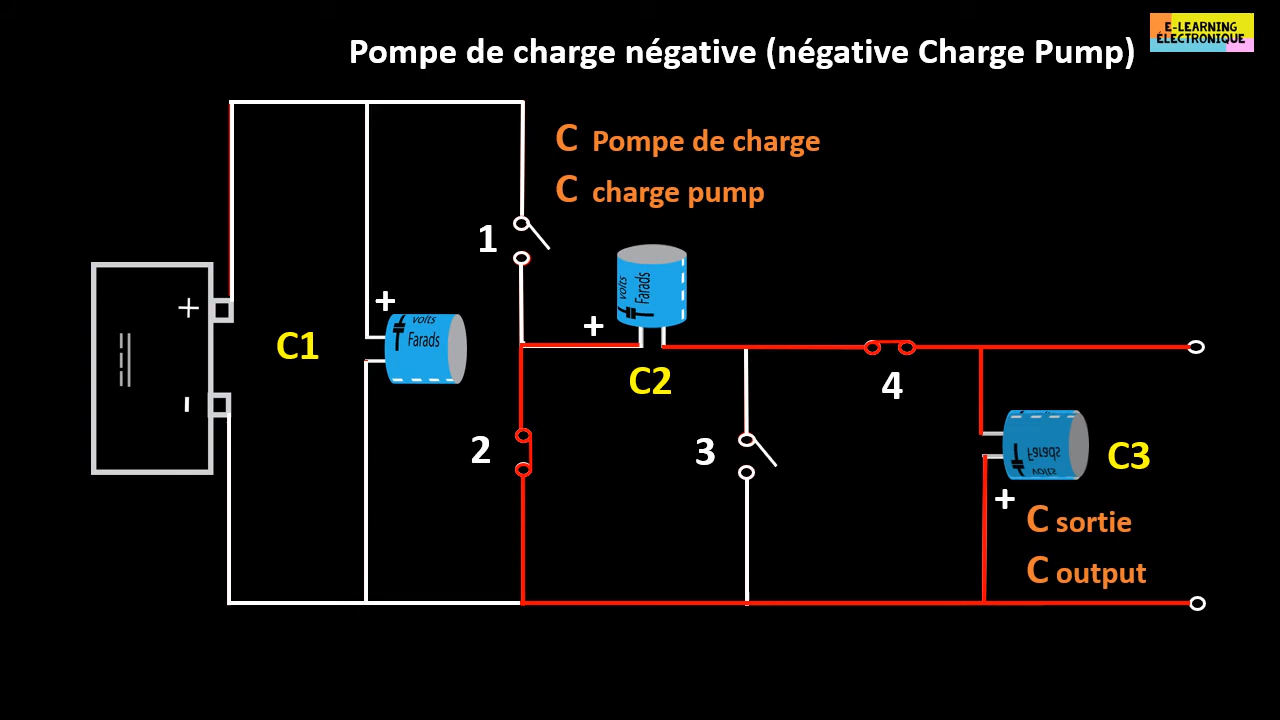 Pompe de charge négative (négative Charge Pump)
E-LEARNING
ÉLECTRONIQUE
C Pompe de charge
C charge pump
1
+
+
C1
volts
Farads
volts
Farads
+
C2
4
-
2
3
Farads
volts
C3
+
C sortie
C output